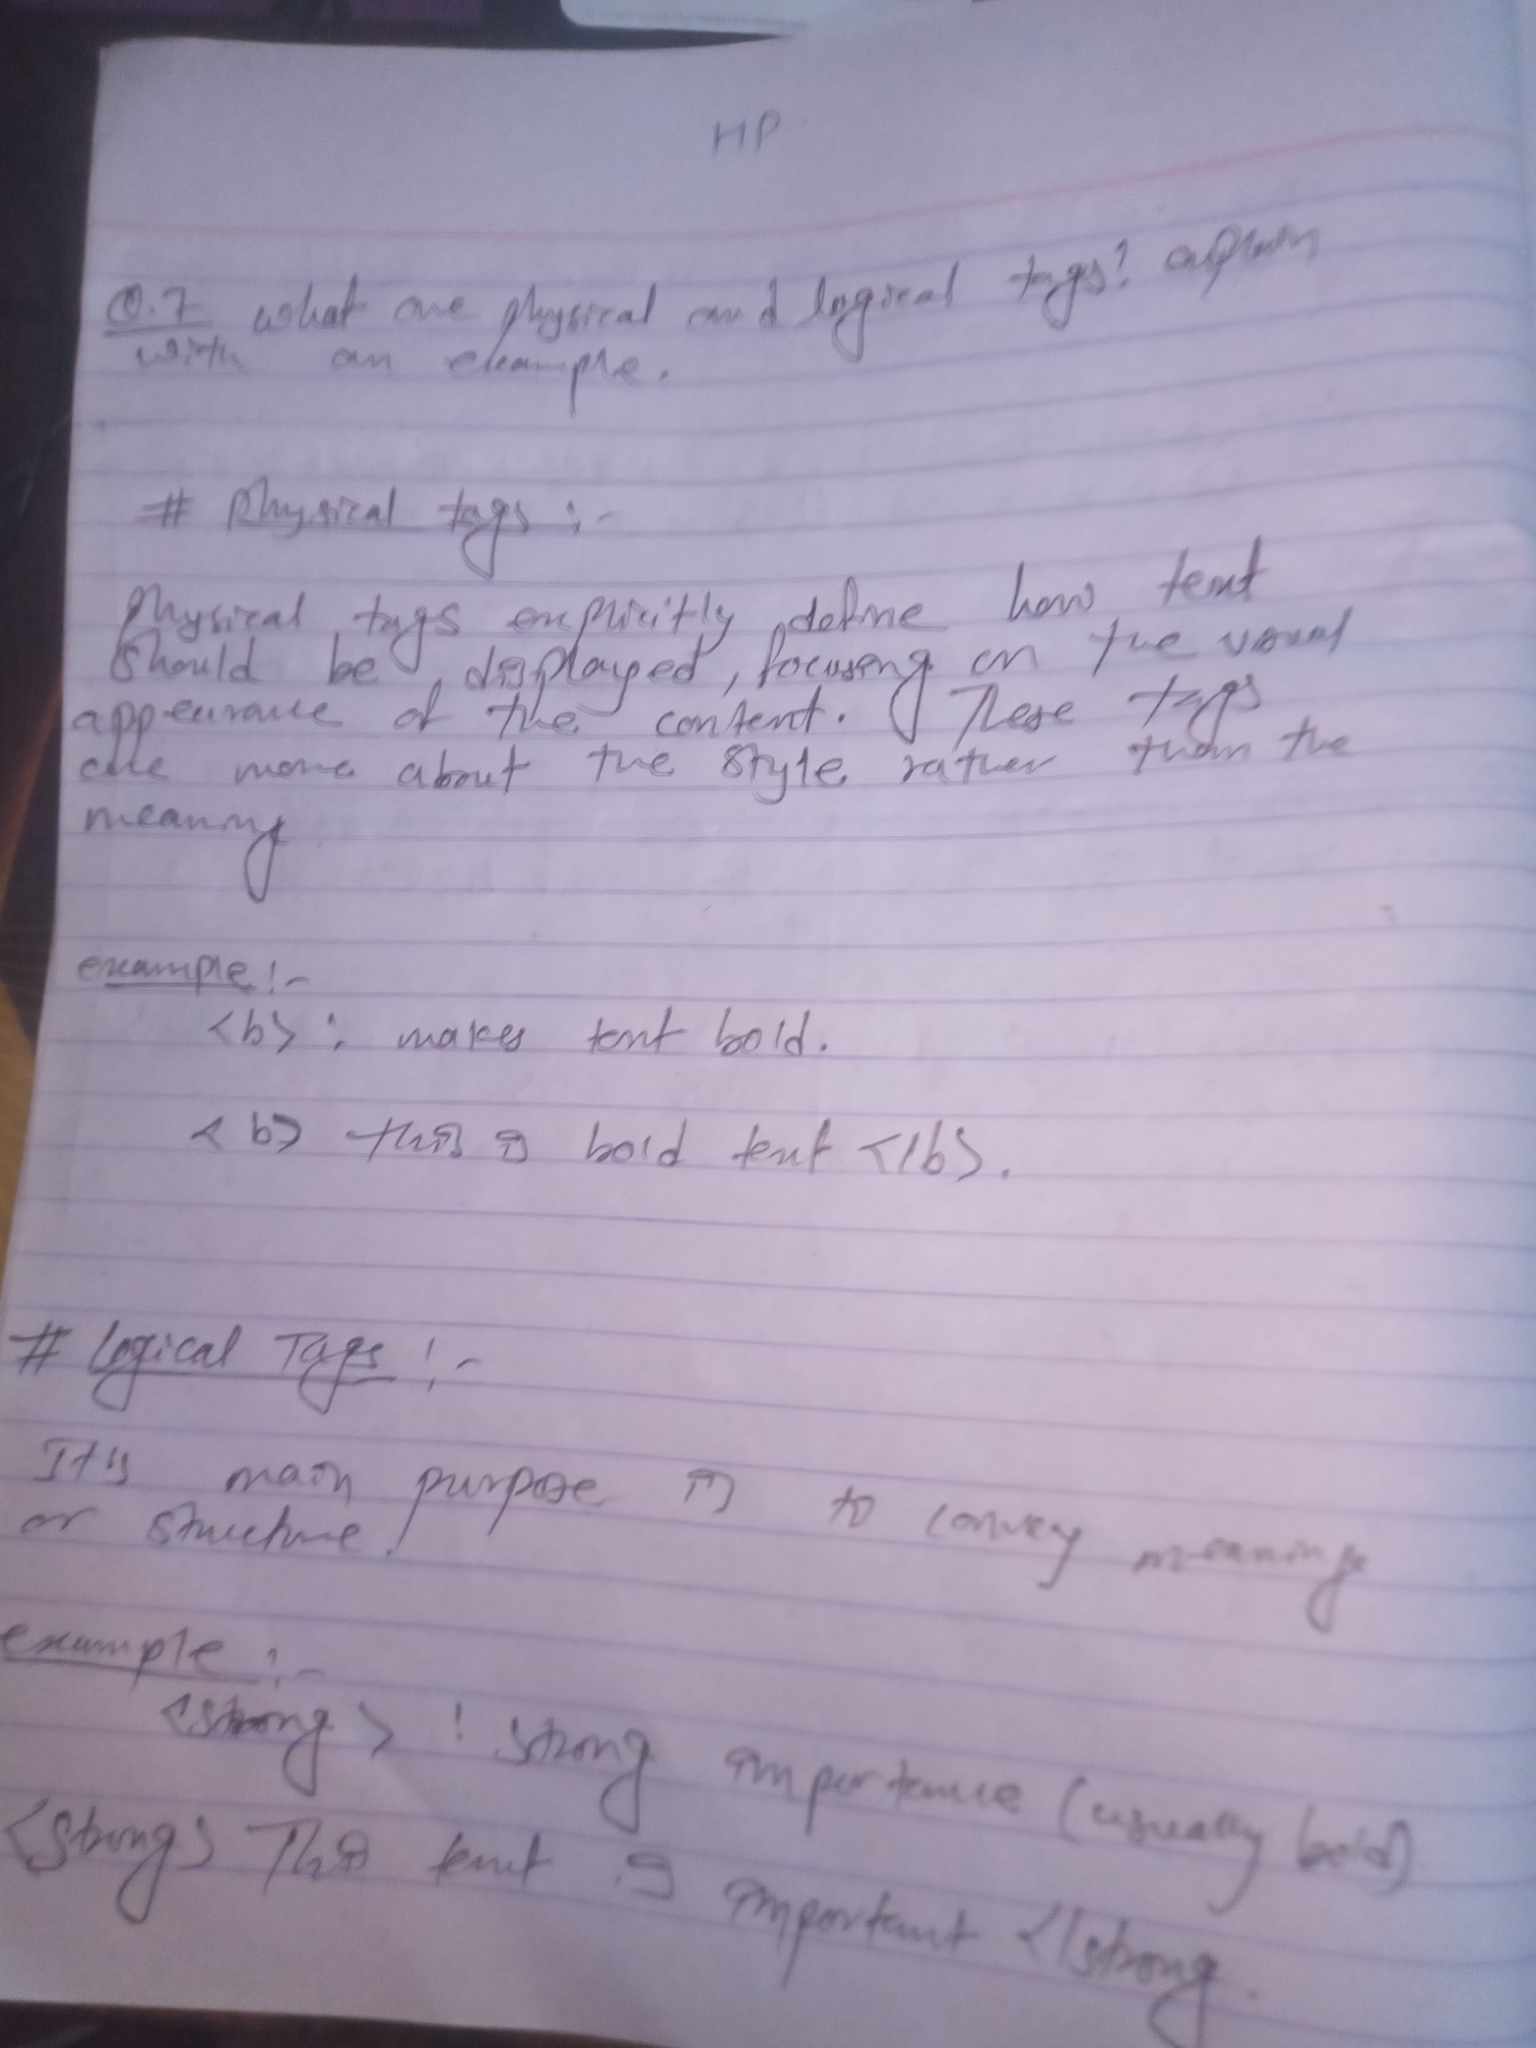 HP
Q.7 what are physical and logical tags? explain
with an example.
# Physical tags :-
Physical tags explicitly define how text
should be displayed, focusing on the visual
appearance of the content. These tags
are more about the style rather than the
meaning
example :-
<b> : makes text bold.
<b> this is bold text </b>.
# Logical Tags :-
It's main purpose is to convey meaning
or structure.
example :-
<strong> : strong importance (usually bold)
<strong> This text is important </strong.